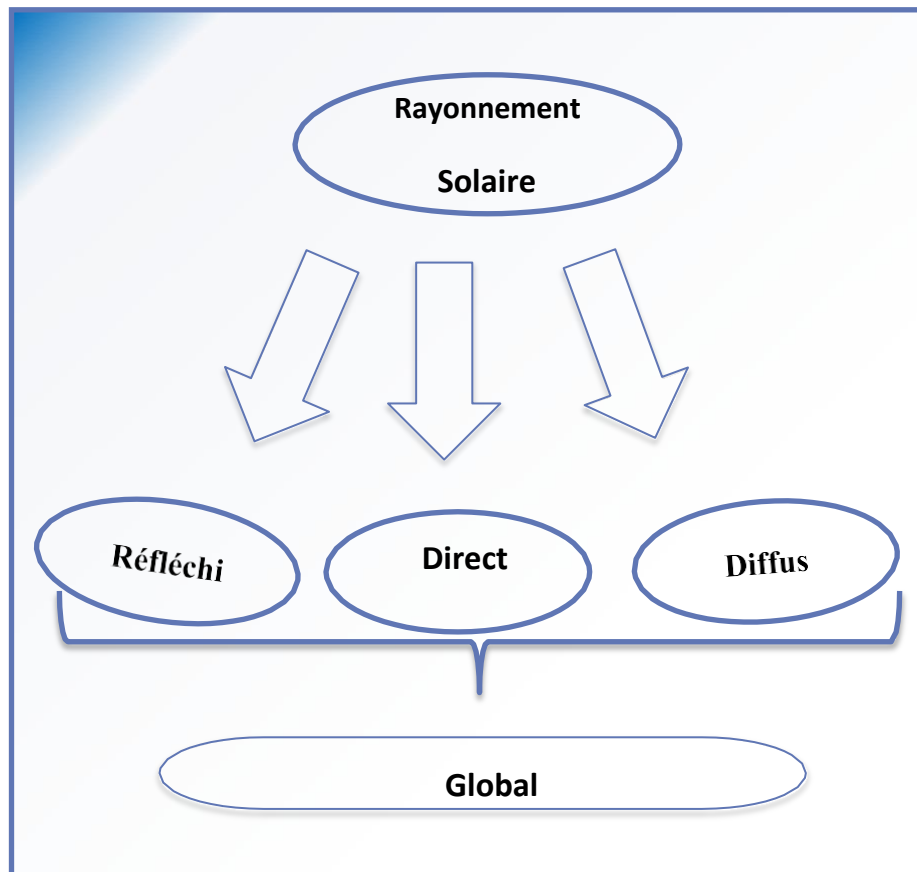 Rayonnement
Solaire
Réfléchi
Direct
Diffus
Global